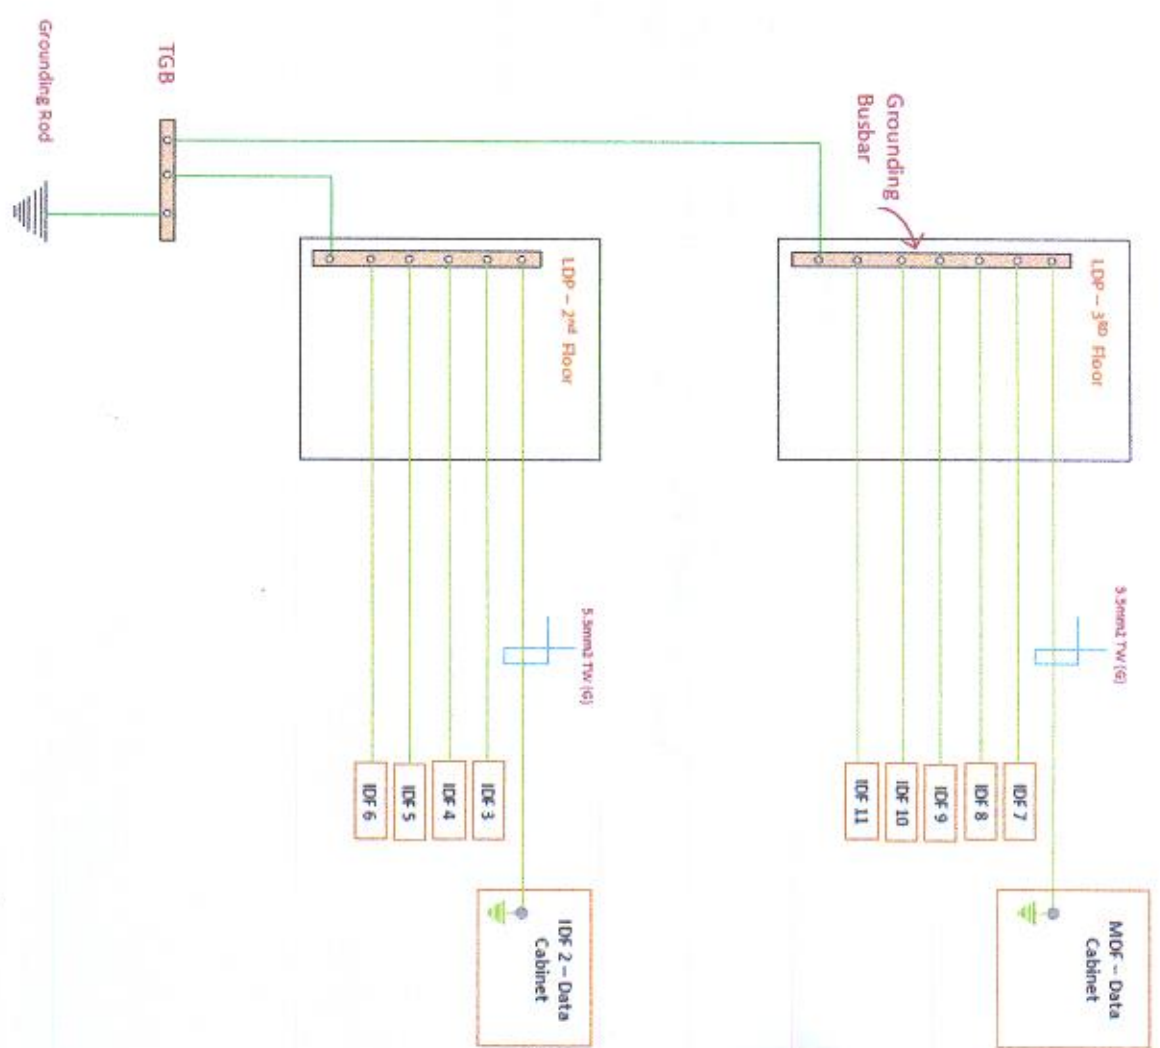 LDP – 3RD Floor
5.5mm2 TW (G)
MDF – Data
Cabinet
IDF 7
IDF 8
IDF 9
IDF 10
IDF 11
Grounding
Busbar
LDP – 2nd Floor
5.5mm2 TW (G)
IDF 2 – Data
Cabinet
IDF 3
IDF 4
IDF 5
IDF 6
TGB
Grounding Rod